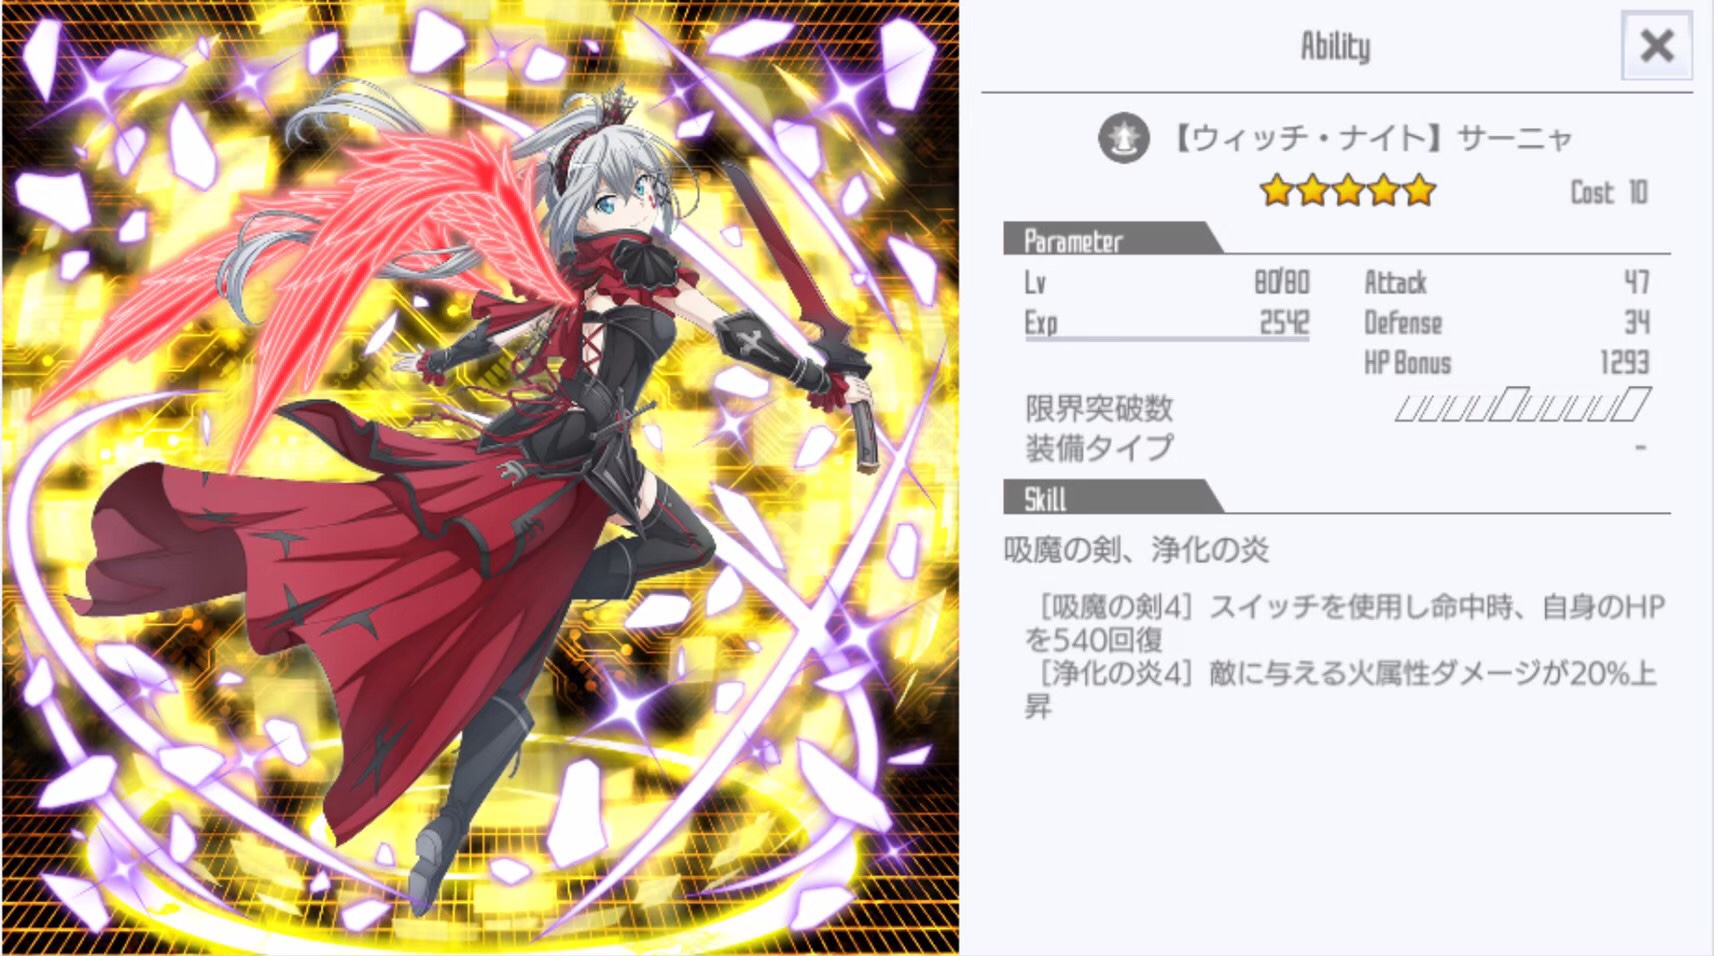 Ability
【ウィッチ・ナイト】サーニャ
Cost 10
Parameter
Lv 80/80 Attack 47
Exp 2542 Defense 34
HP Bonus 1293
限界突破数
装備タイプ -
Skill
吸魔の剣、浄化の炎
［吸魔の剣4］スイッチを使用し命中時、自身のHP
を540回復
［浄化の炎4］敵に与える火属性ダメージが20%上
昇